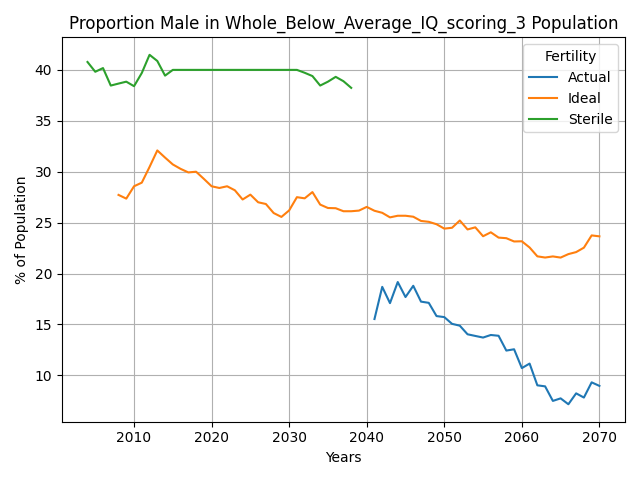 Proportion Male in Whole_Below_Average_IQ_scoring_3 Population
Fertility
Actual
Ideal
Sterile
% of Population
40
35
30
25
20
15
10
2010 2020 2030 2040 2050 2060 2070
Years